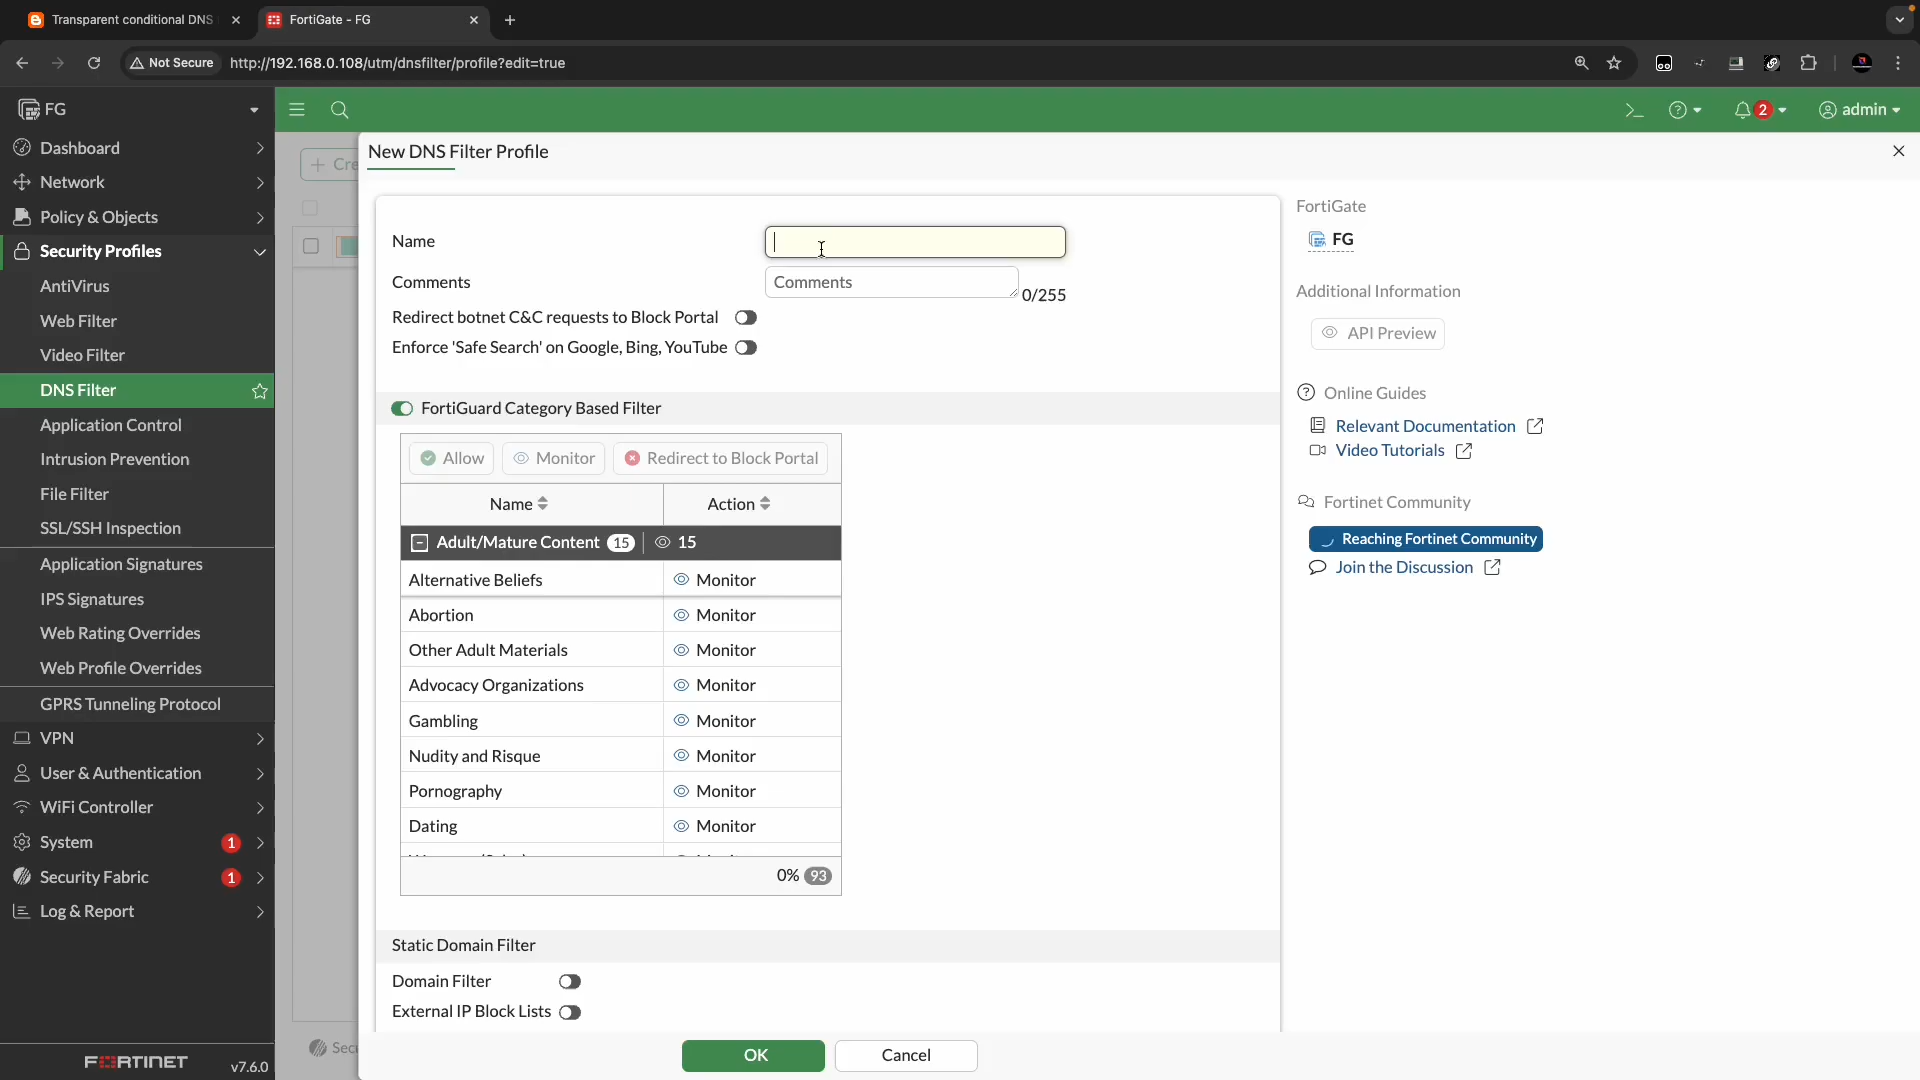 Transparent conditional DNS
FortiGate - FG
Not Secure
http://192.168.0.108/utm/dnsfilter/profile?edit=true
FG
2
admin
Dashboard
Network
Policy & Objects
Security Profiles
AntiVirus
Web Filter
Video Filter
DNS Filter
Application Control
Intrusion Prevention
File Filter
SSL/SSH Inspection
Application Signatures
IPS Signatures
Web Rating Overrides
Web Profile Overrides
GPRS Tunneling Protocol
VPN
User & Authentication
WiFi Controller
System 1
Security Fabric 1
Log & Report
FORTINET v7.6.0
Cre
New DNS Filter Profile
Name
Comments Comments 0/255
Redirect botnet C&C requests to Block Portal
Enforce 'Safe Search' on Google, Bing, YouTube
FortiGuard Category Based Filter
Allow Monitor Redirect to Block Portal
Name Action
Adult/Mature Content 15 15
Alternative Beliefs Monitor
Abortion Monitor
Other Adult Materials Monitor
Advocacy Organizations Monitor
Gambling Monitor
Nudity and Risque Monitor
Pornography Monitor
Dating Monitor
0% 93
Static Domain Filter
Domain Filter
External IP Block Lists
Sec
OK Cancel
FortiGate
FG
Additional Information
API Preview
Online Guides
Relevant Documentation
Video Tutorials
Fortinet Community
Reaching Fortinet Community
Join the Discussion